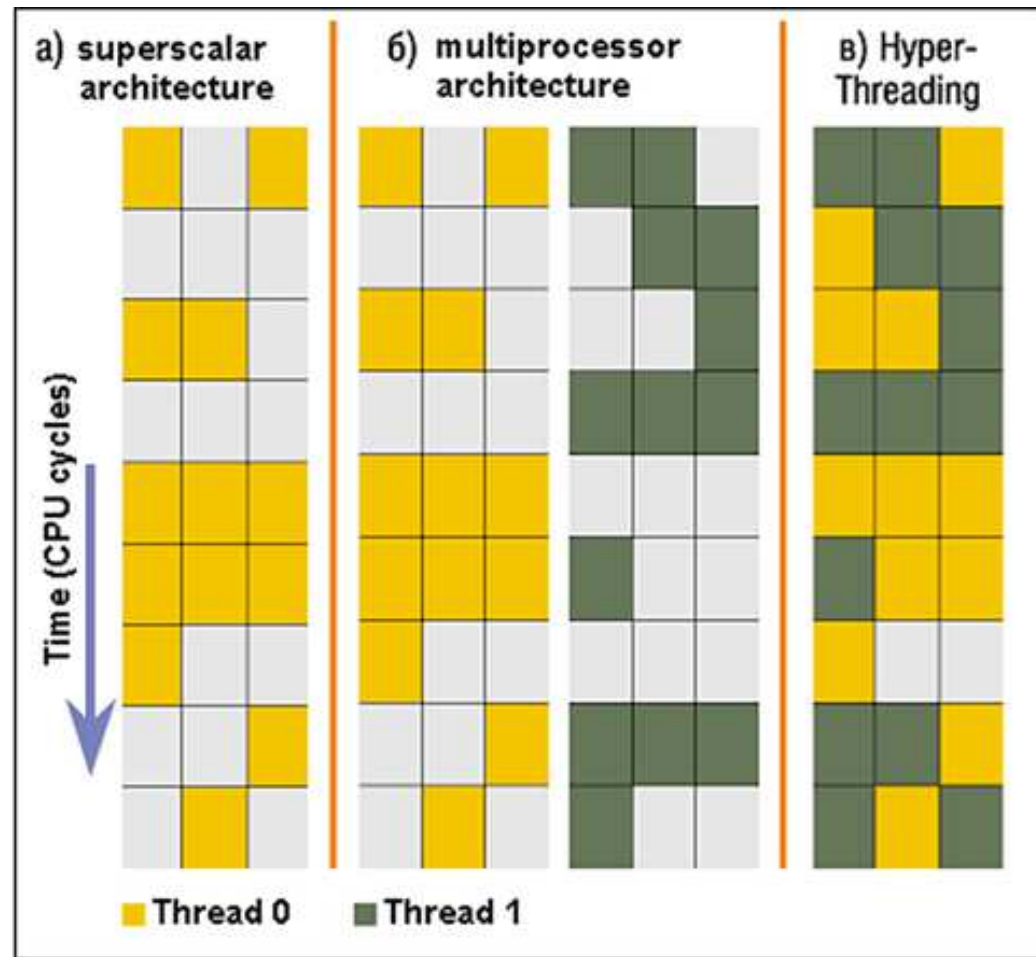 а) superscalar
architecture
б) multiprocessor
architecture
в) Hyper-
Threading
Time (CPU cycles)
Thread 0
Thread 1